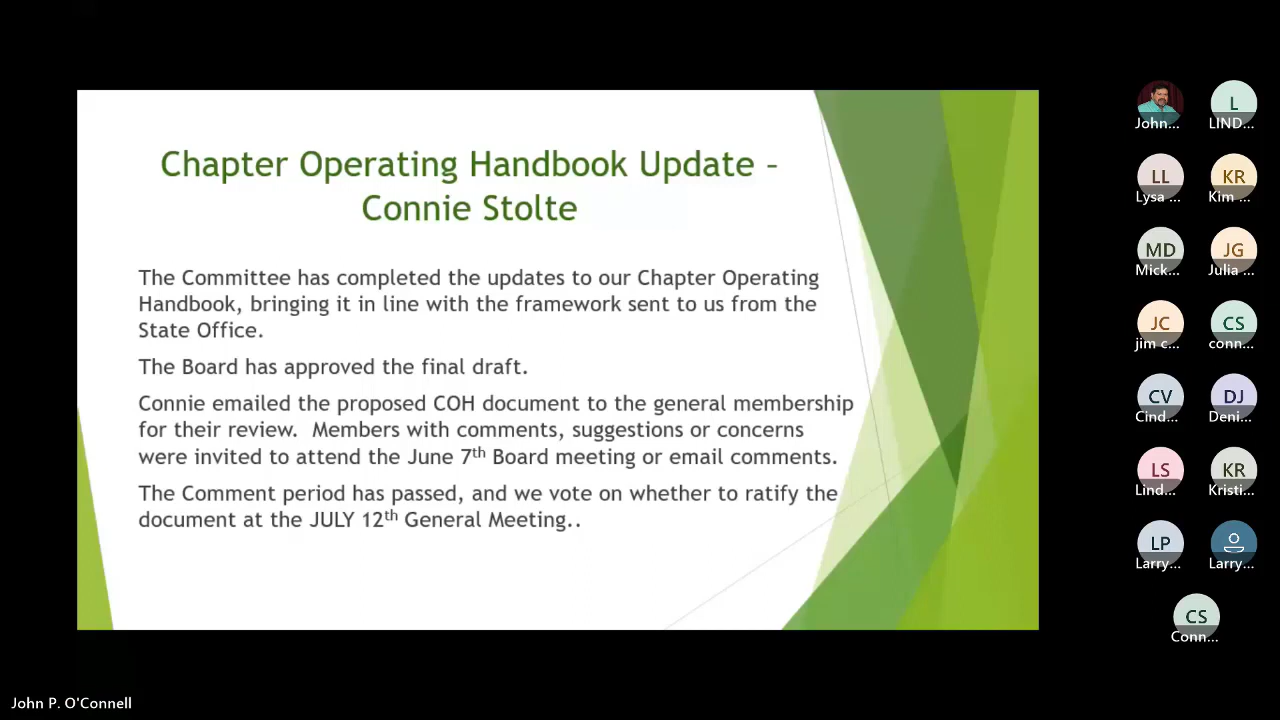 Chapter Operating Handbook Update –
Connie Stolte
The Committee has completed the updates to our Chapter Operating
Handbook, bringing it in line with the framework sent to us from the
State Office.
The Board has approved the final draft.
Connie emailed the proposed COH document to the general membership
for their review.  Members with comments, suggestions or concerns
were invited to attend the June 7th Board meeting or email comments.
The Comment period has passed, and we vote on whether to ratify the
document at the JULY 12th General Meeting..
John...
L
LIND...
LL
Lysa ...
KR
Kim ...
MD
Mick...
JG
Julia ...
JC
jim c...
CS
conn...
CV
Cind...
DJ
Deni...
LS
Lind...
KR
Kristi...
LP
Larry...
Larry...
CS
Conn...
John P. O'Connell